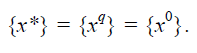 {x*} = {x^q} = {x^0}.